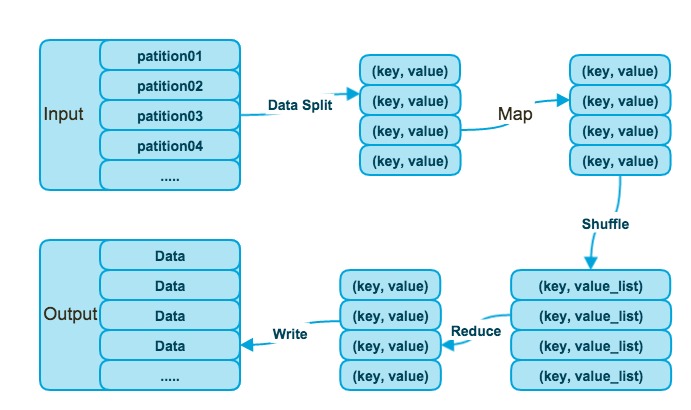 Input
patition01
patition02
patition03
patition04
.....
Data Split
(key, value)
(key, value)
(key, value)
(key, value)
Map
(key, value)
(key, value)
(key, value)
(key, value)
Shuffle
(key, value_list)
(key, value_list)
(key, value_list)
(key, value_list)
Reduce
(key, value)
(key, value)
(key, value)
(key, value)
Write
Output
Data
Data
Data
Data
.....